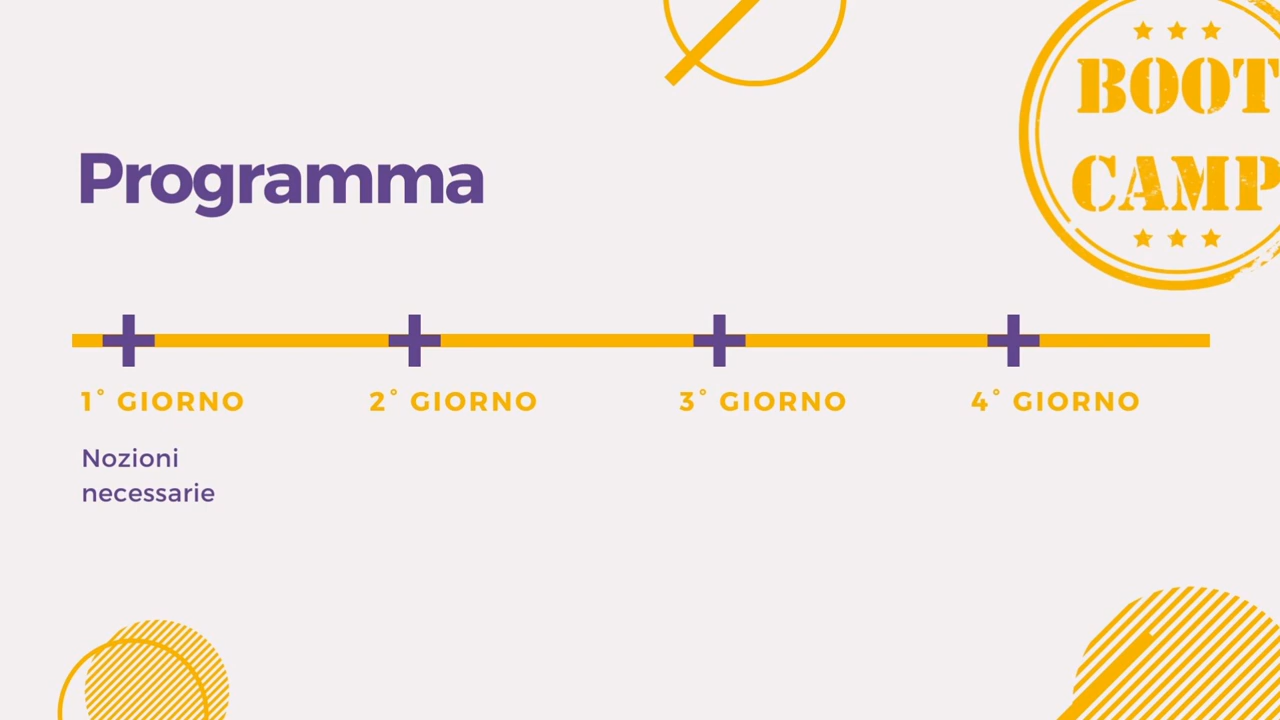 BOOT
CAMP
Programma
1° GIORNO
2° GIORNO
3° GIORNO
4° GIORNO
Nozioni
necessarie